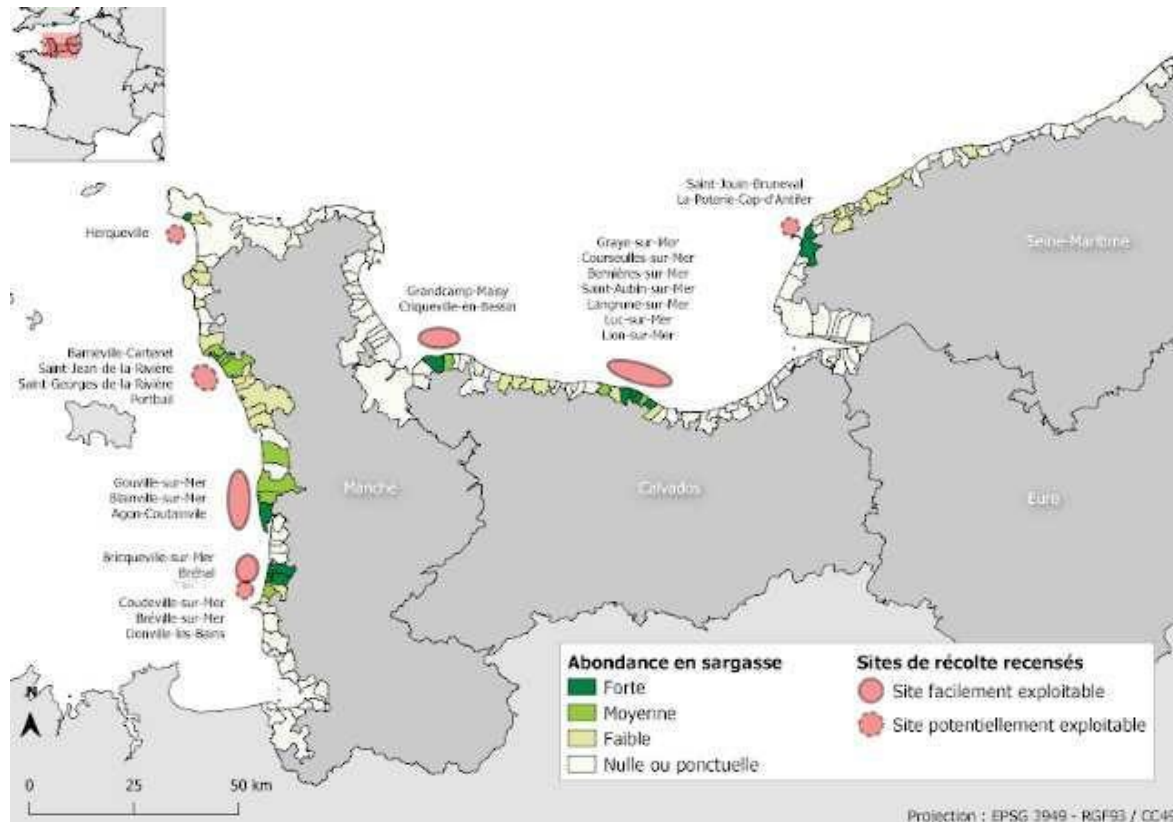 Saint-Jouin-Bruneval
La-Poterie-Cap-d'Antifer
Herqueville
Graye-sur-Mer
Courseulles-sur-Mer
Bernières-sur-Mer
Saint-Aubin-sur-Mer
Langrune-sur-Mer
Luc-sur-Mer
Lion-sur-Mer
Seine-Maritime
Grandcamp-Maisy
Criqueville-en-Bessin
Barneville-Carteret
Saint-Jean-de-la-Rivière
Saint-Georges-de-la-Rivière
Portbail
Gouville-sur-Mer
Blainville-sur-Mer
Agon-Coutainville
Manche
Calvados
Eure
Bricqueville-sur-Mer
Bréhal
Coudeville-sur-Mer
Bréville-sur-Mer
Donville-les-Bains
Abondance en sargasse
Forte
Moyenne
Faible
Nulle ou ponctuelle
Sites de récolte recensés
Site facilement exploitable
Site potentiellement exploitable
N
0 25 50 km
Projection : EPSG 3949 - RGF93 /